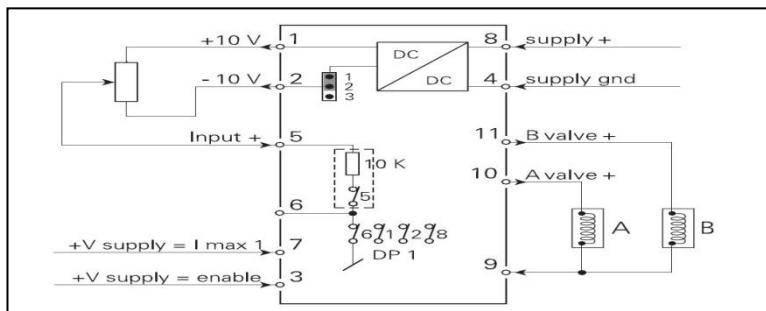 +10 V 1 DC 8 supply +
- 10 V 2 1 2 3 DC 4 supply gnd
Input + 5 11 B valve +
10 K 10 A valve +
5
6 A B
6 1 2 8
+V supply = I max 1 7 DP 1 9
+V supply = enable 3